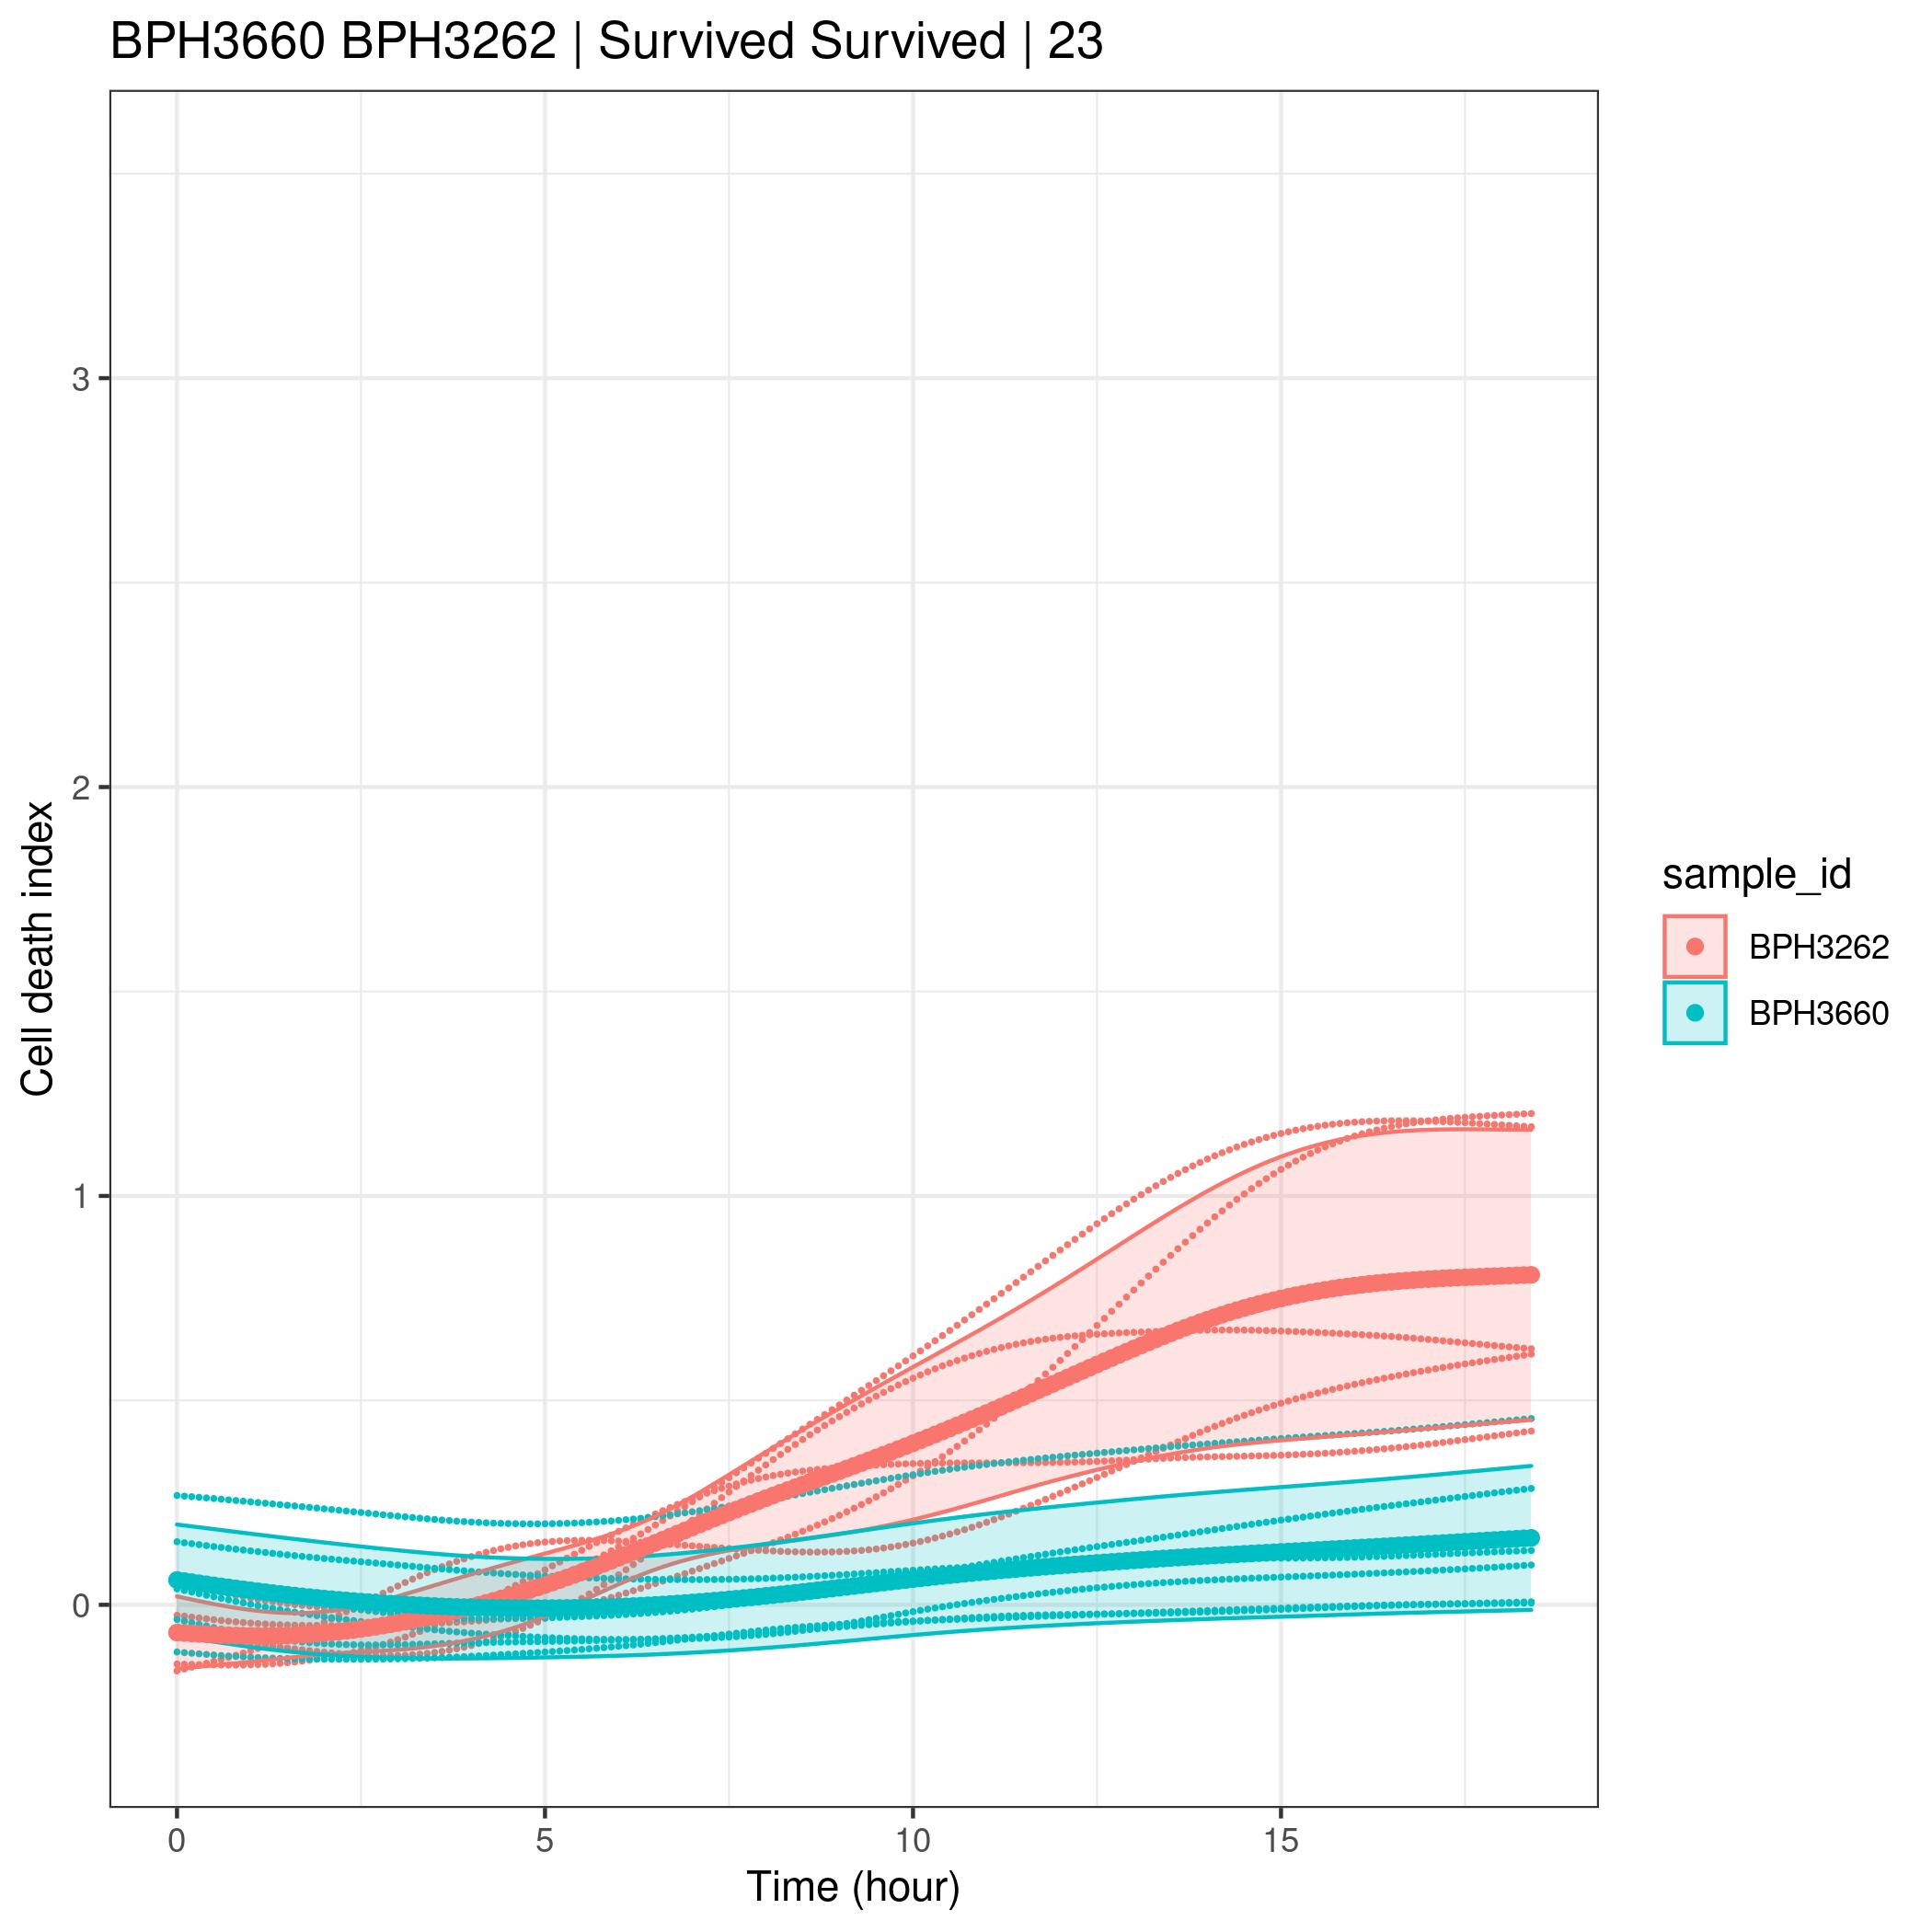 BPH3660 BPH3262 | Survived Survived | 23
Cell death index
3
2
1
0
0 5 10 15
Time (hour)
sample_id
BPH3262
BPH3660